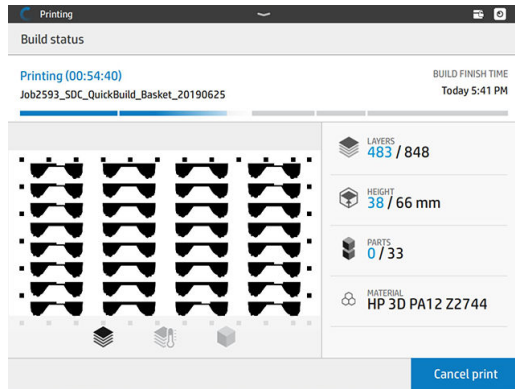 Printing
Build status
Printing (00:54:40)
Job2593_SDC_QuickBuild_Basket_20190625
BUILD FINISH TIME
Today 5:41 PM
LAYERS
483 / 848
HEIGHT
38 / 66 mm
PARTS
0 / 33
MATERIAL
HP 3D PA12 Z2744
Cancel print